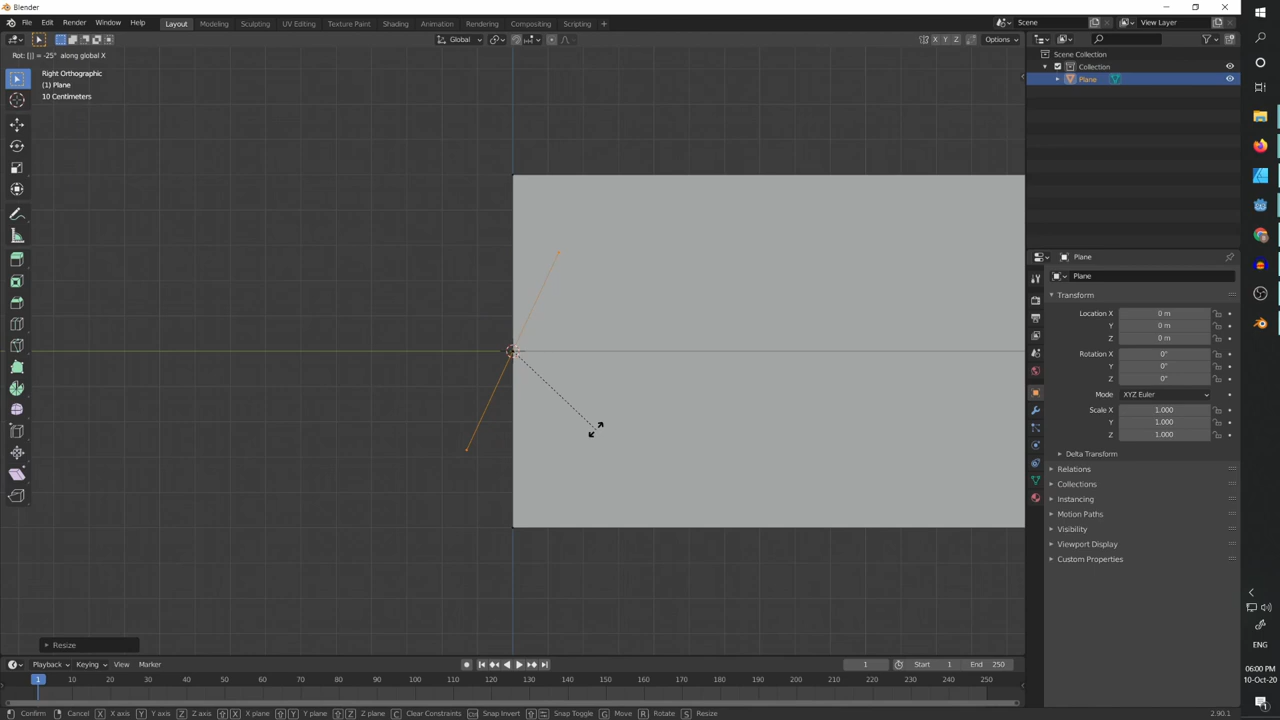 Blender
File Edit Render Window Help Layout Modeling Sculpting UV Editing Texture Paint Shading Animation Rendering Compositing Scripting + Scene View Layer
Global Options
X Y Z
Rot: [|] = -25° along global X
Scene Collection
Collection
Plane
Right Orthographic
(1) Plane
10 Centimeters
Plane
Plane
Transform
Location X 0 m
Y 0 m
Z 0 m
Rotation X 0°
Y 0°
Z 0°
Mode XYZ Euler
Scale X 1.000
Y 1.000
Z 1.000
Delta Transform
Relations
Collections
Instancing
Motion Paths
Visibility
Viewport Display
Custom Properties
Resize
ENG
06:00 PM
10-Oct-20
Playback Keying View Marker 1 Start 1 End 250
1 10 20 30 40 50 60 70 80 90 100 110 120 130 140 150 160 170 180 190 200 210 220 230 240 250
Confirm Cancel X X axis Y Y axis Z Z axis X X plane Y Y plane Z Z plane C Clear Constraints Ctrl Snap Invert Snap Toggle G Move R Rotate S Resize 2.90.1